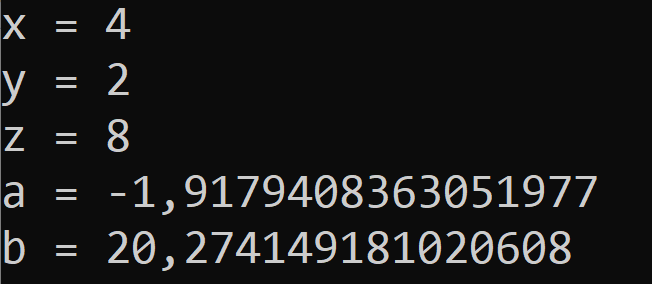 x = 4
y = 2
z = 8
a = -1,9179408363051977
b = 20,274149181020608